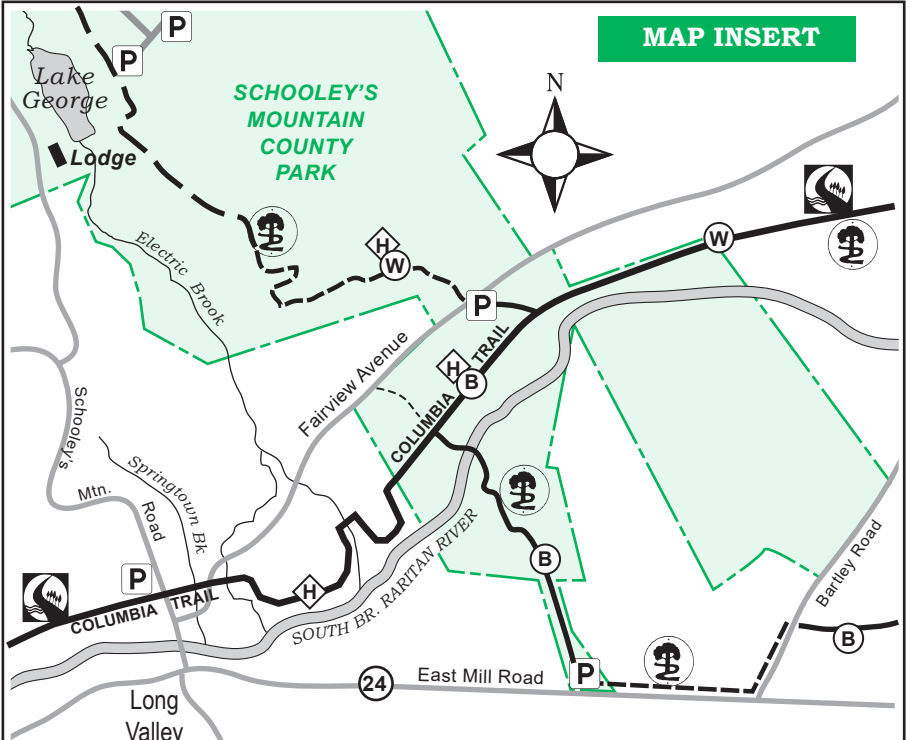 MAP INSERT
P
P
Lake
George
Lodge
SCHOOLEY'S
MOUNTAIN
COUNTY
PARK
N
W
H
W
Electric
Brook
P
Fairview Avenue
COLUMBIA TRAIL
H
B
Schooley's
Mtn.
Road
Springtown Bk
P
H
COLUMBIA TRAIL
SOUTH BR. RARITAN RIVER
B
Bartley Road
B
P
East Mill Road
24
Long
Valley